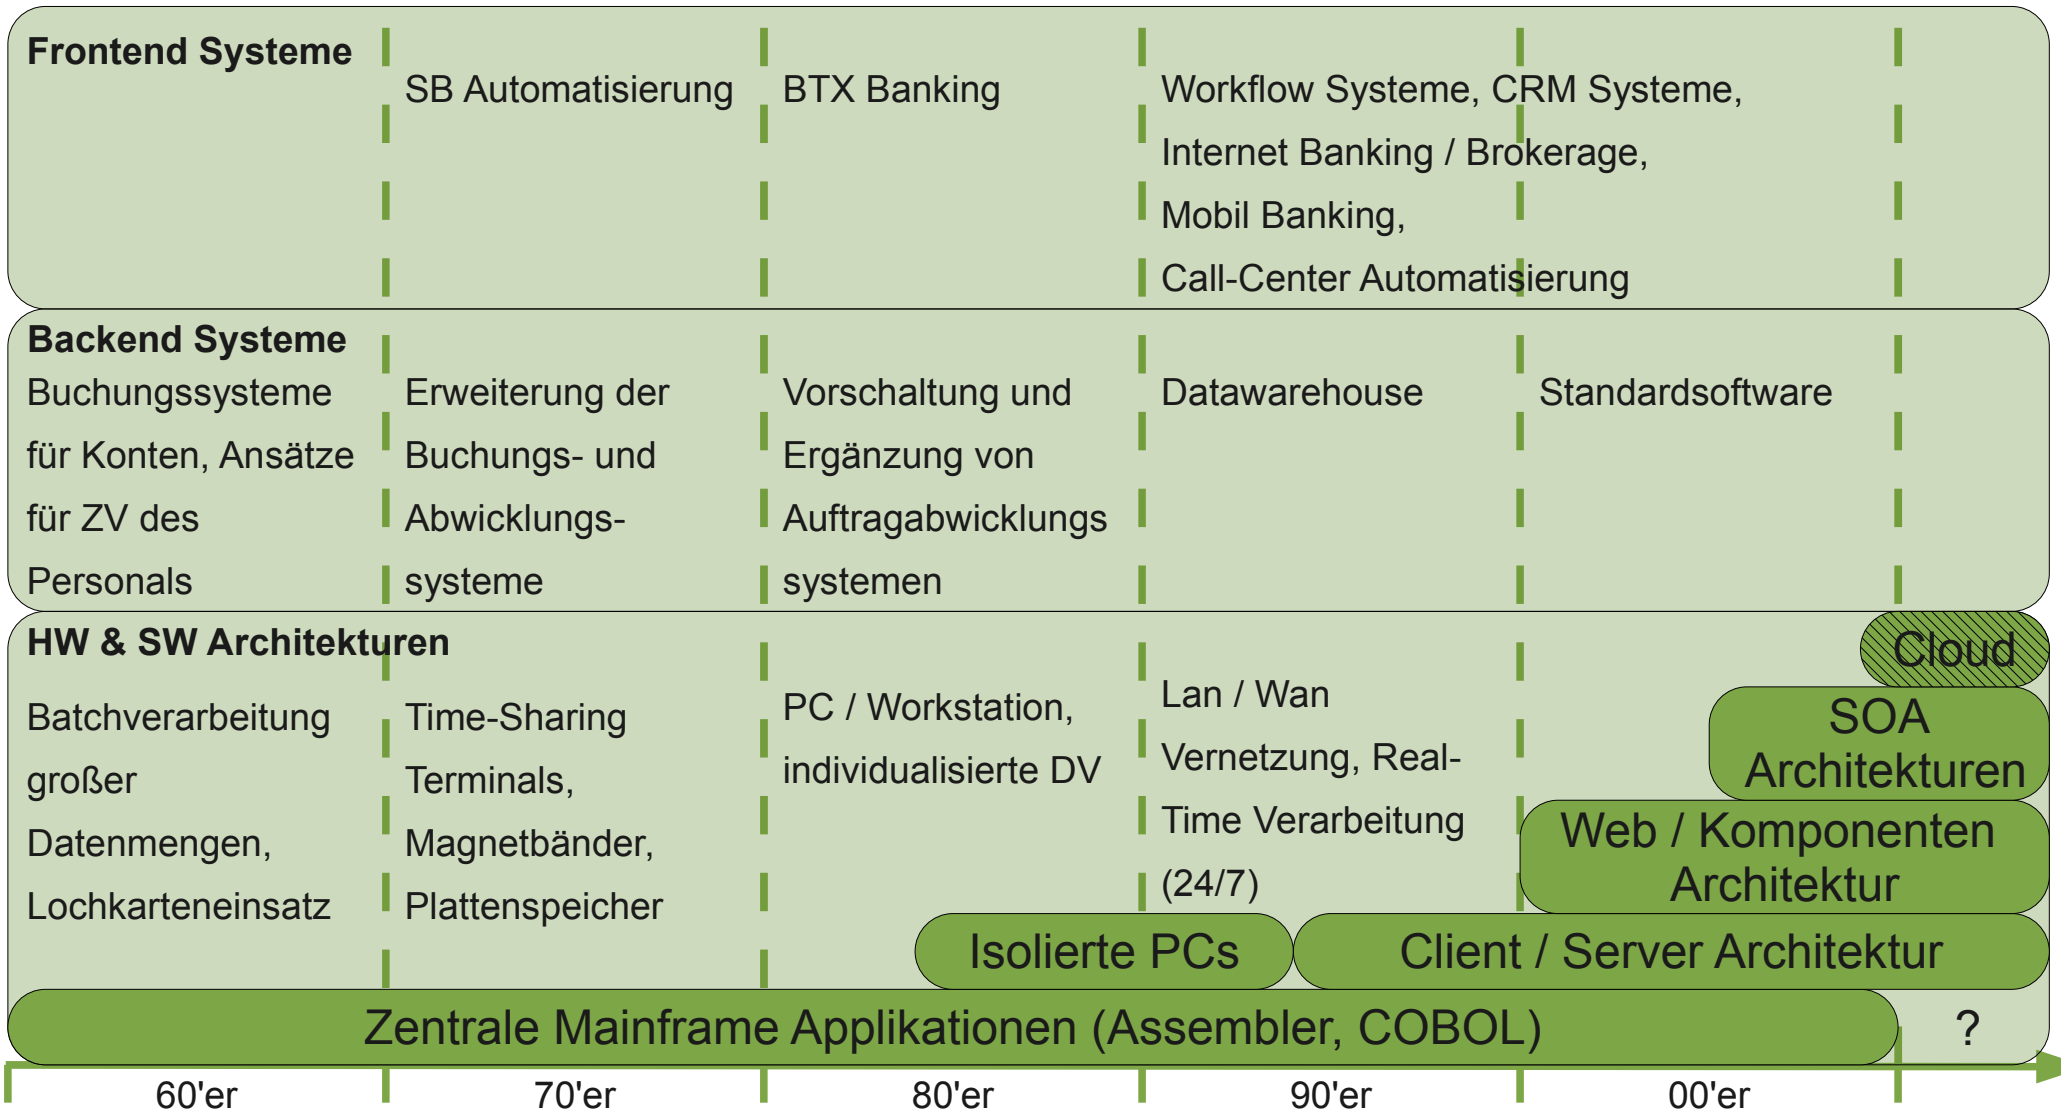 Frontend Systeme
SB Automatisierung
BTX Banking
Workflow Systeme, CRM Systeme,
Internet Banking / Brokerage,
Mobil Banking,
Call-Center Automatisierung
Backend Systeme
Buchungssysteme
für Konten, Ansätze
für ZV des
Personals
Erweiterung der
Buchungs- und
Abwicklungs-
systeme
Vorschaltung und
Ergänzung von
Auftragabwicklungs
systemen
Datawarehouse
Standardsoftware
HW & SW Architekturen
Batchverarbeitung
großer
Datenmengen,
Lochkarteneinsatz
Time-Sharing
Terminals,
Magnetbänder,
Plattenspeicher
PC / Workstation,
individualisierte DV
Lan / Wan
Vernetzung, Real-
Time Verarbeitung
(24/7)
Cloud
SOA
Architekturen
Web / Komponenten
Architektur
Isolierte PCs
Client / Server Architektur
Zentrale Mainframe Applikationen (Assembler, COBOL)
?
60'er
70'er
80'er
90'er
00'er